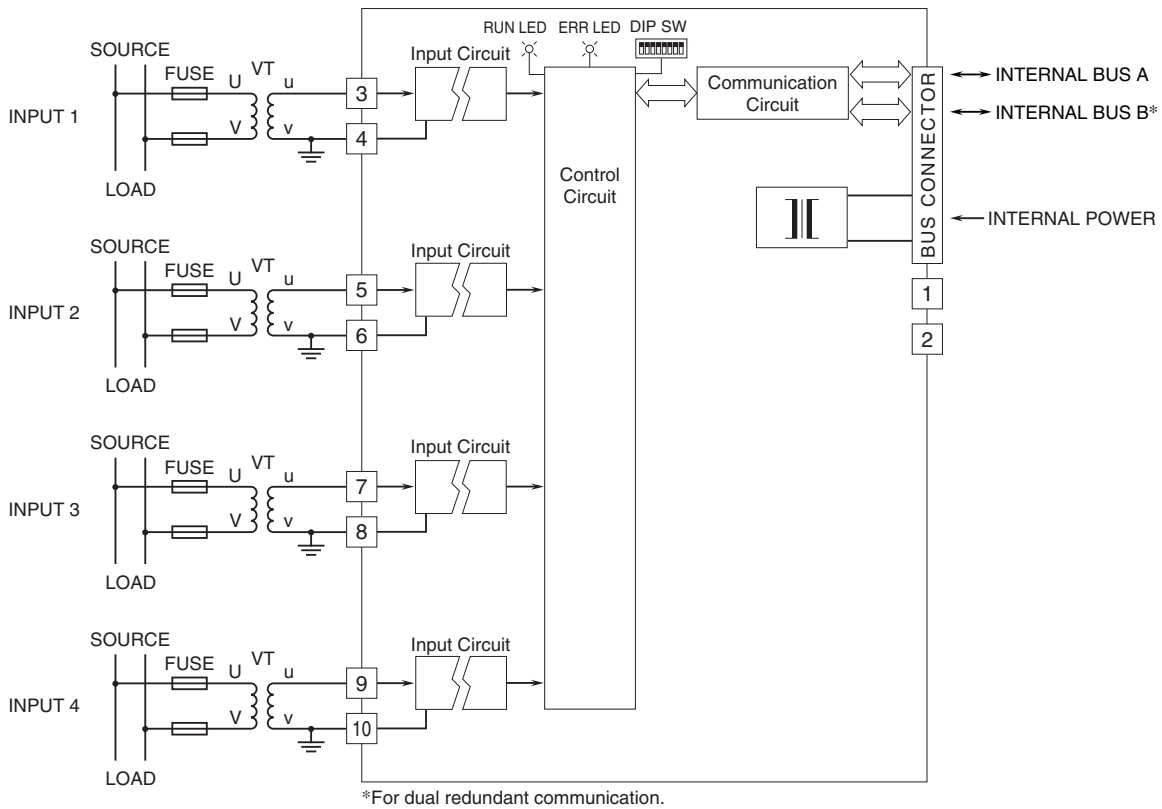 RUN LED ERR LED DIP SW
SOURCE
FUSE U VT u
Input Circuit
3
INPUT 1
V v
4
LOAD
Communication
Circuit
INTERNAL BUS A
INTERNAL BUS B*
BUS CONNECTOR
INTERNAL POWER
Control
Circuit
1
2
SOURCE
FUSE U VT u
Input Circuit
5
INPUT 2
V v
6
LOAD
SOURCE
FUSE U VT u
Input Circuit
7
INPUT 3
V v
8
LOAD
SOURCE
FUSE U VT u
Input Circuit
9
INPUT 4
V v
10
LOAD
*For dual redundant communication.